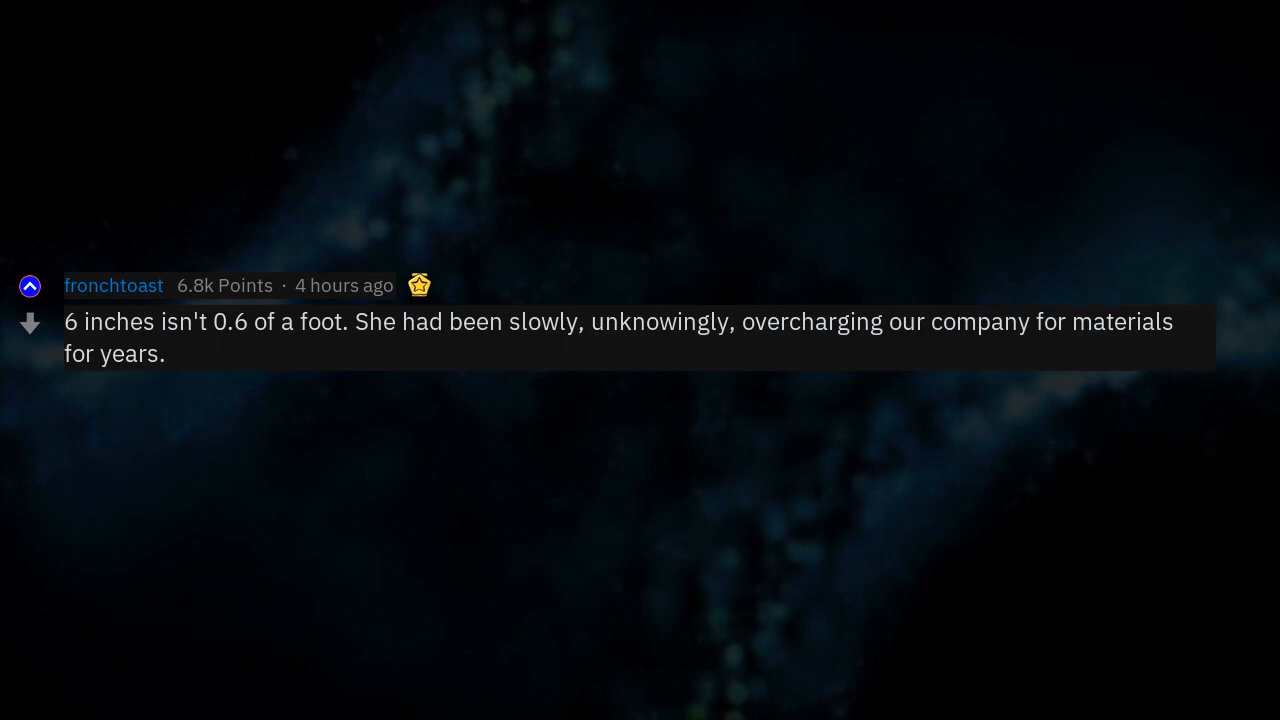 fronchtoast 6.8k Points · 4 hours ago
6 inches isn't 0.6 of a foot. She had been slowly, unknowingly, overcharging our company for materials
for years.